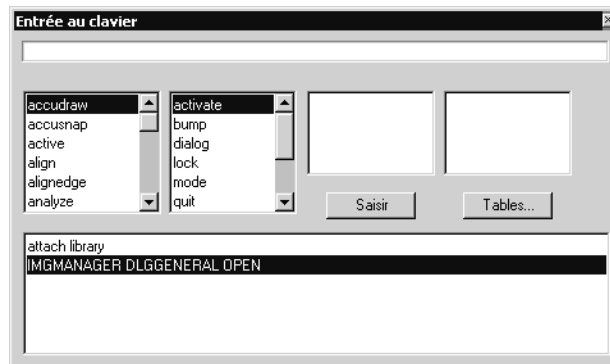 Entrée au clavier
accudraw
accusnap
active
align
alignedge
analyze
activate
bump
dialog
lock
mode
quit
Saisir
Tables...
attach library
IMGMANAGER DLGGENERAL OPEN